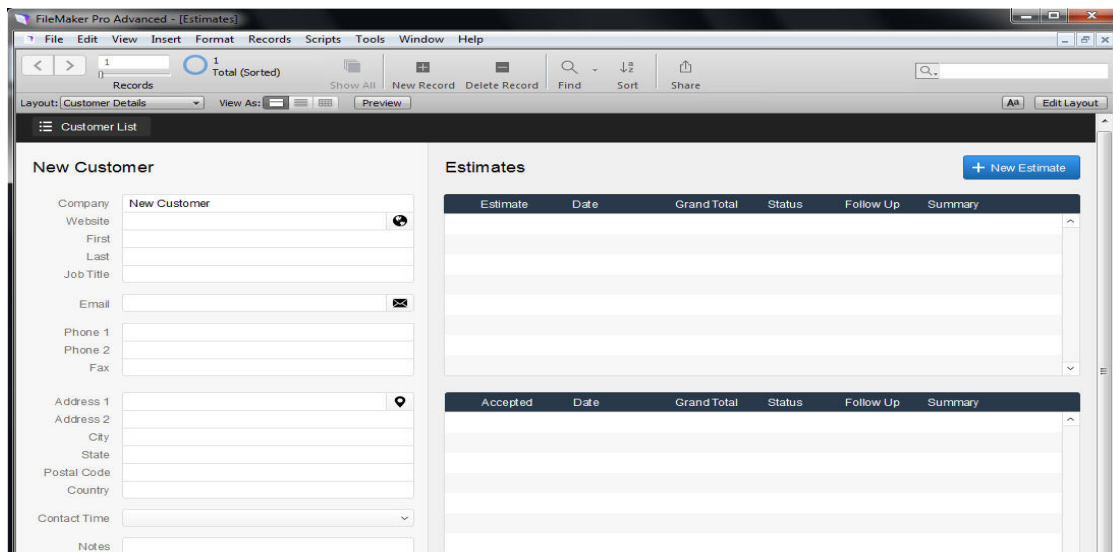 FileMaker Pro Advanced - [Estimates]
File Edit View Insert Format Records Scripts Tools Window Help
1
1
Total (Sorted)
Records
Show All New Record Delete Record Find Sort Share
Layout: Customer Details View As: Preview Aa Edit Layout
Customer List
New Customer
Company New Customer
Website
First
Last
Job Title
Email
Phone 1
Phone 2
Fax
Address 1
Address 2
City
State
Postal Code
Country
Contact Time
Notes
Estimates
+ New Estimate
Estimate Date Grand Total Status Follow Up Summary
Accepted Date Grand Total Status Follow Up Summary